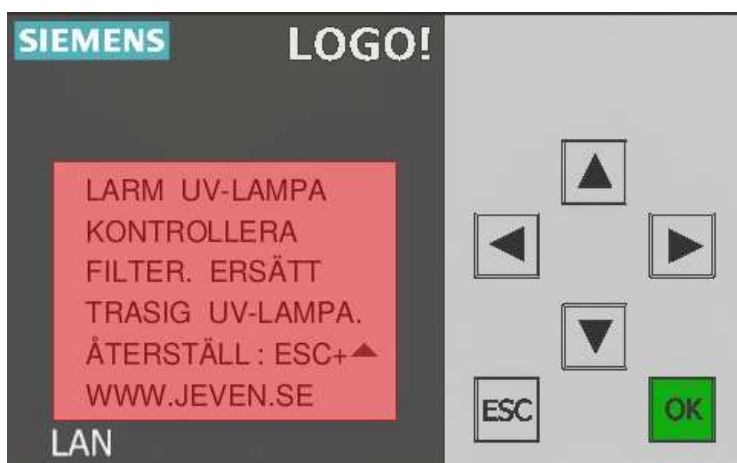 SIEMENS LOGO!
LARM UV-LAMPA
KONTROLLERA
FILTER. ERSÄTT
TRASIG UV-LAMPA.
ÅTERSTÄLL : ESC+▲
WWW.JEVEN.SE
LAN
ESC OK